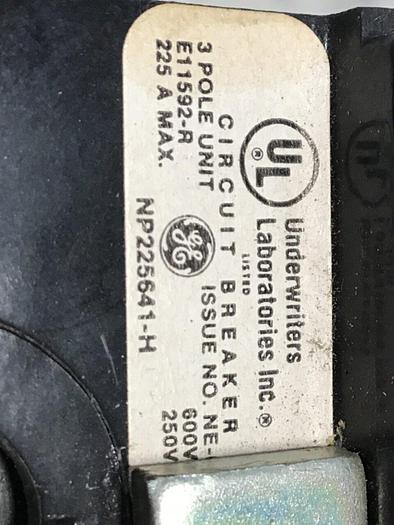 UL®
Underwriters
Laboratories Inc.®
LISTED
CIRCUIT BREAKER
3 POLE UNIT
ISSUE NO. NE-
E11592-R
600V
225 A MAX.
250V
GE
NP225641-H